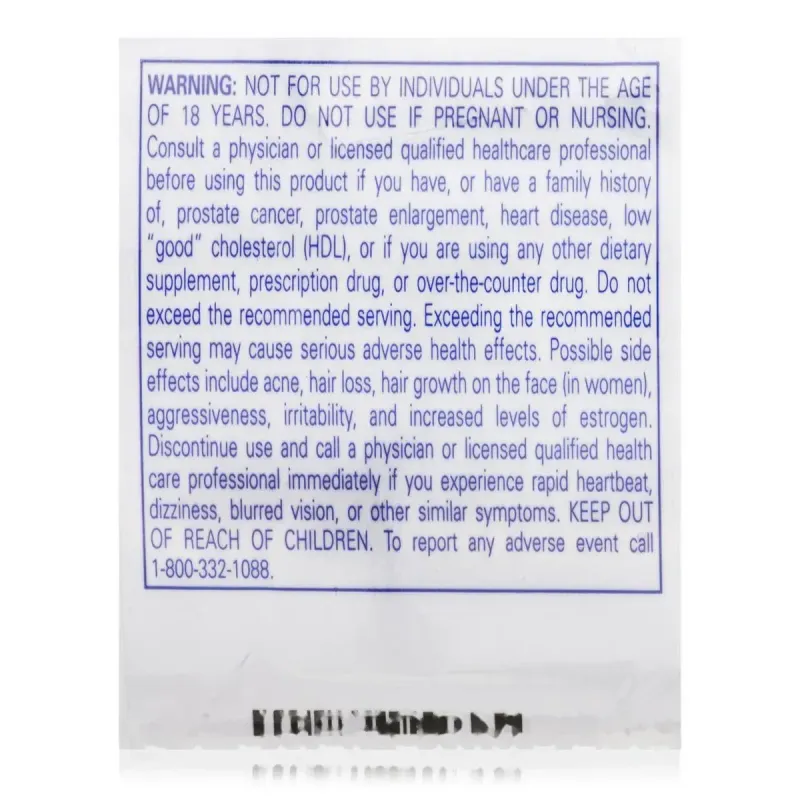 WARNING: NOT FOR USE BY INDIVIDUALS UNDER THE AGE
OF 18 YEARS. DO NOT USE IF PREGNANT OR NURSING.
Consult a physician or licensed qualified healthcare professional
before using this product if you have, or have a family history
of, prostate cancer, prostate enlargement, heart disease, low
“good” cholesterol (HDL), or if you are using any other dietary
supplement, prescription drug, or over-the-counter drug. Do not
exceed the recommended serving. Exceeding the recommended
serving may cause serious adverse health effects. Possible side
effects include acne, hair loss, hair growth on the face (in women),
aggressiveness, irritability, and increased levels of estrogen.
Discontinue use and call a physician or licensed qualified health
care professional immediately if you experience rapid heartbeat,
dizziness, blurred vision, or other similar symptoms. KEEP OUT
OF REACH OF CHILDREN. To report any adverse event call
1-800-332-1088.